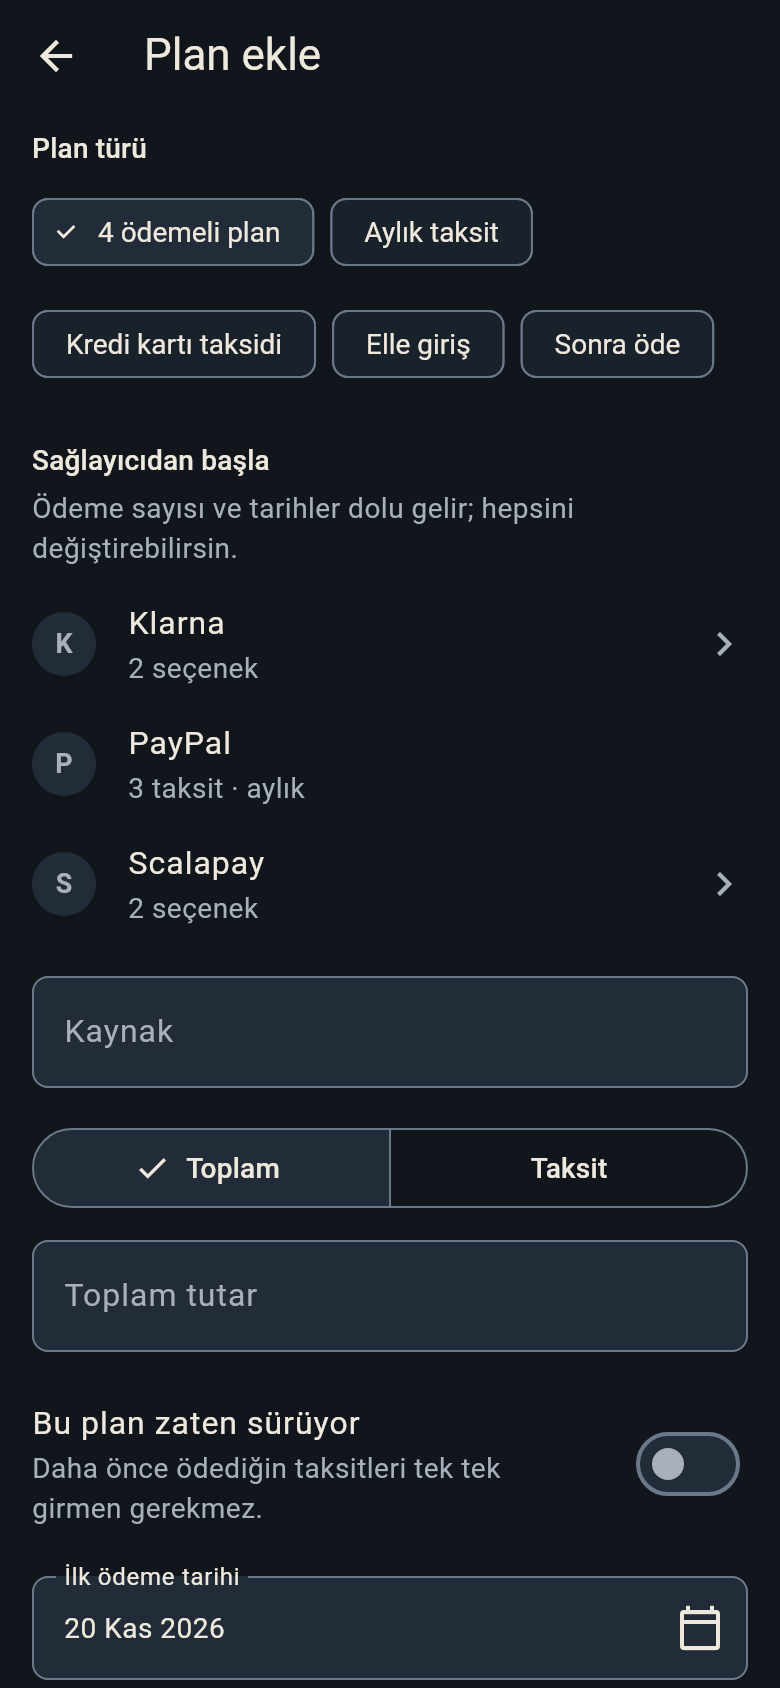 Plan ekle
Plan türü
4 ödemeli plan
Aylık taksit
Kredi kartı taksidi
Elle giriş
Sonra öde
Sağlayıcıdan başla
Ödeme sayısı ve tarihler dolu gelir; hepsini
değiştirebilirsin.
K
Klarna
2 seçenek
P
PayPal
3 taksit · aylık
S
Scalapay
2 seçenek
Kaynak
Toplam
Taksit
Toplam tutar
Bu plan zaten sürüyor
Daha önce ödediğin taksitleri tek tek
girmen gerekmez.
İlk ödeme tarihi
20 Kas 2026